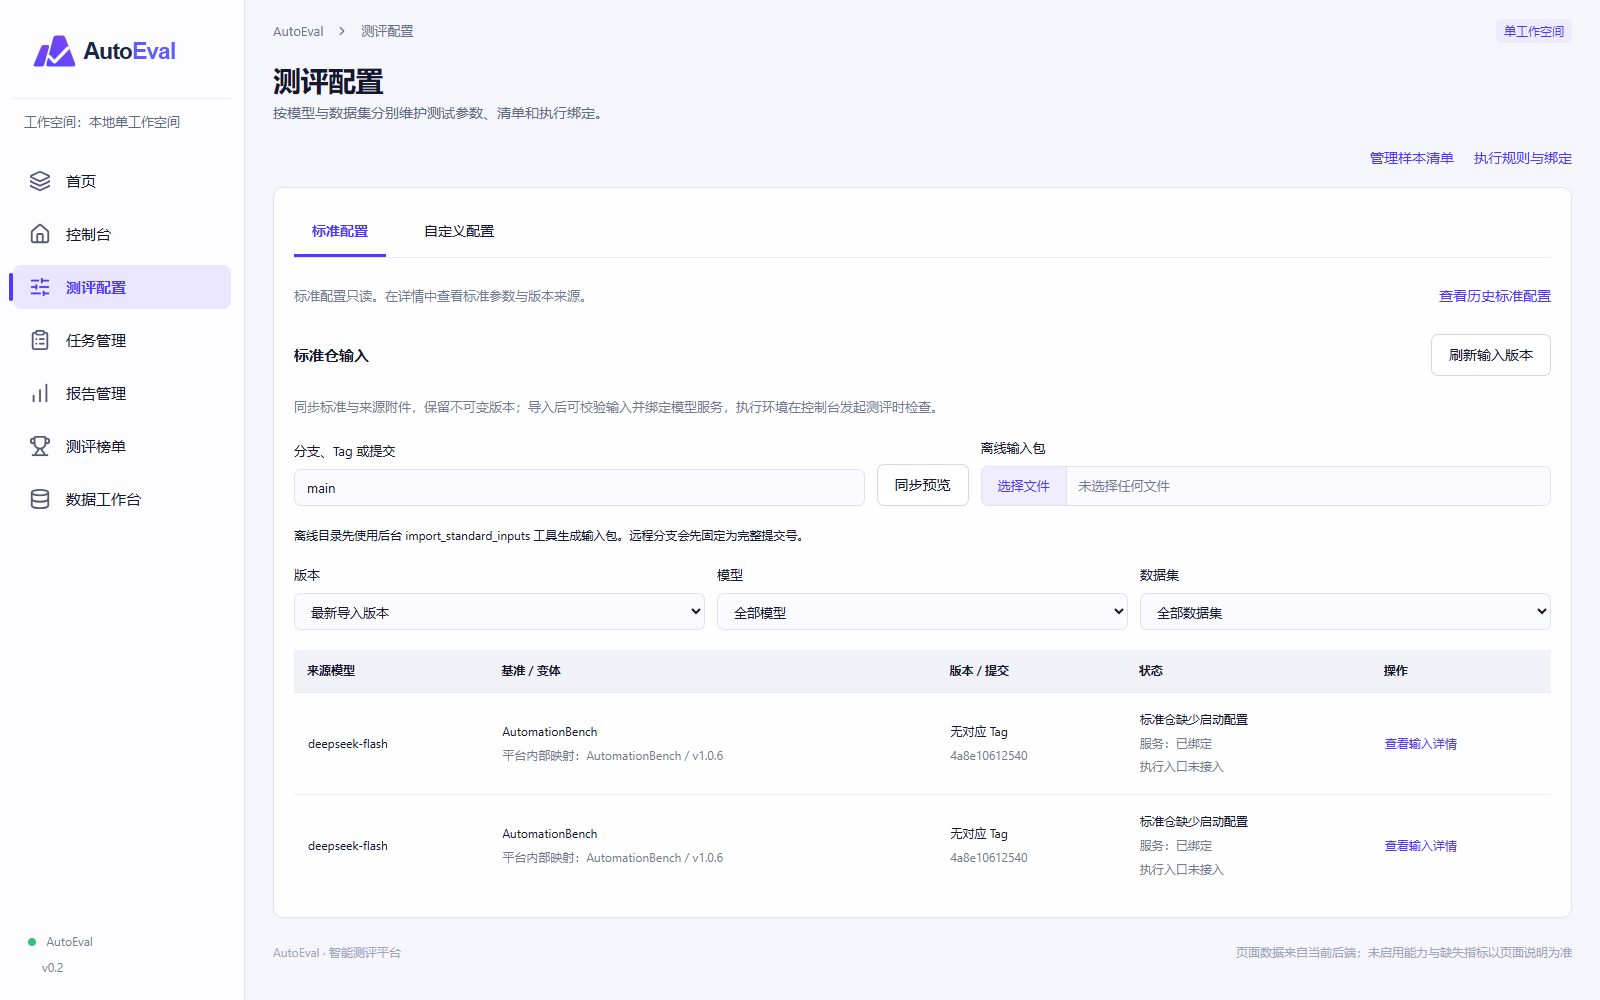 AutoEval
工作空间：本地单工作空间
首页
控制台
测评配置
任务管理
报告管理
测评榜单
数据工作台
AutoEval
v0.2
AutoEval > 测评配置
单工作空间
测评配置
按模型与数据集分别维护测试参数、清单和执行绑定。
管理样本清单 执行规则与绑定
标准配置 自定义配置
标准配置只读。在详情中查看标准参数与版本来源。
查看历史标准配置
标准仓输入
刷新输入版本
同步标准与来源附件，保留不可变版本；导入后可校验输入并绑定模型服务，执行环境在控制台发起测评时检查。
分支、Tag 或提交
main
同步预览
离线输入包
选择文件 未选择任何文件
离线目录先使用后台 import_standard_inputs 工具生成输入包。远程分支会先固定为完整提交号。
版本 模型 数据集
最新导入版本 全部模型 全部数据集
来源模型 基准 / 变体 版本 / 提交 状态 操作
deepseek-flash
AutomationBench
平台内部映射：AutomationBench / v1.0.6
无对应 Tag
4a8e10612540
标准仓缺少启动配置
服务：已绑定
执行入口未接入
查看输入详情
deepseek-flash
AutomationBench
平台内部映射：AutomationBench / v1.0.6
无对应 Tag
4a8e10612540
标准仓缺少启动配置
服务：已绑定
执行入口未接入
查看输入详情
AutoEval · 智能测评平台
页面数据来自当前后端；未启用能力与缺失指标以页面说明为准